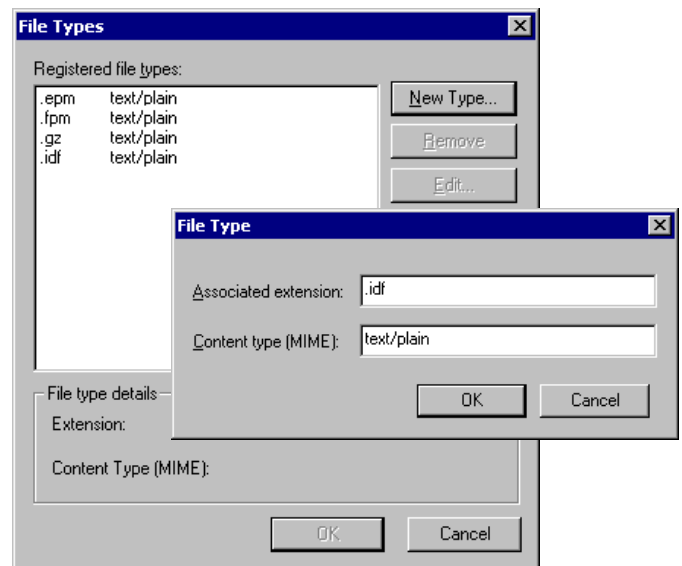 File Types
Registered file types:
.epm text/plain
.fpm text/plain
.gz text/plain
.idf text/plain
New Type...
Remove
Edit...
File Type
Associated extension: .idf
Content type (MIME): text/plain
OK Cancel
File type details
Extension:
Content Type (MIME):
OK Cancel